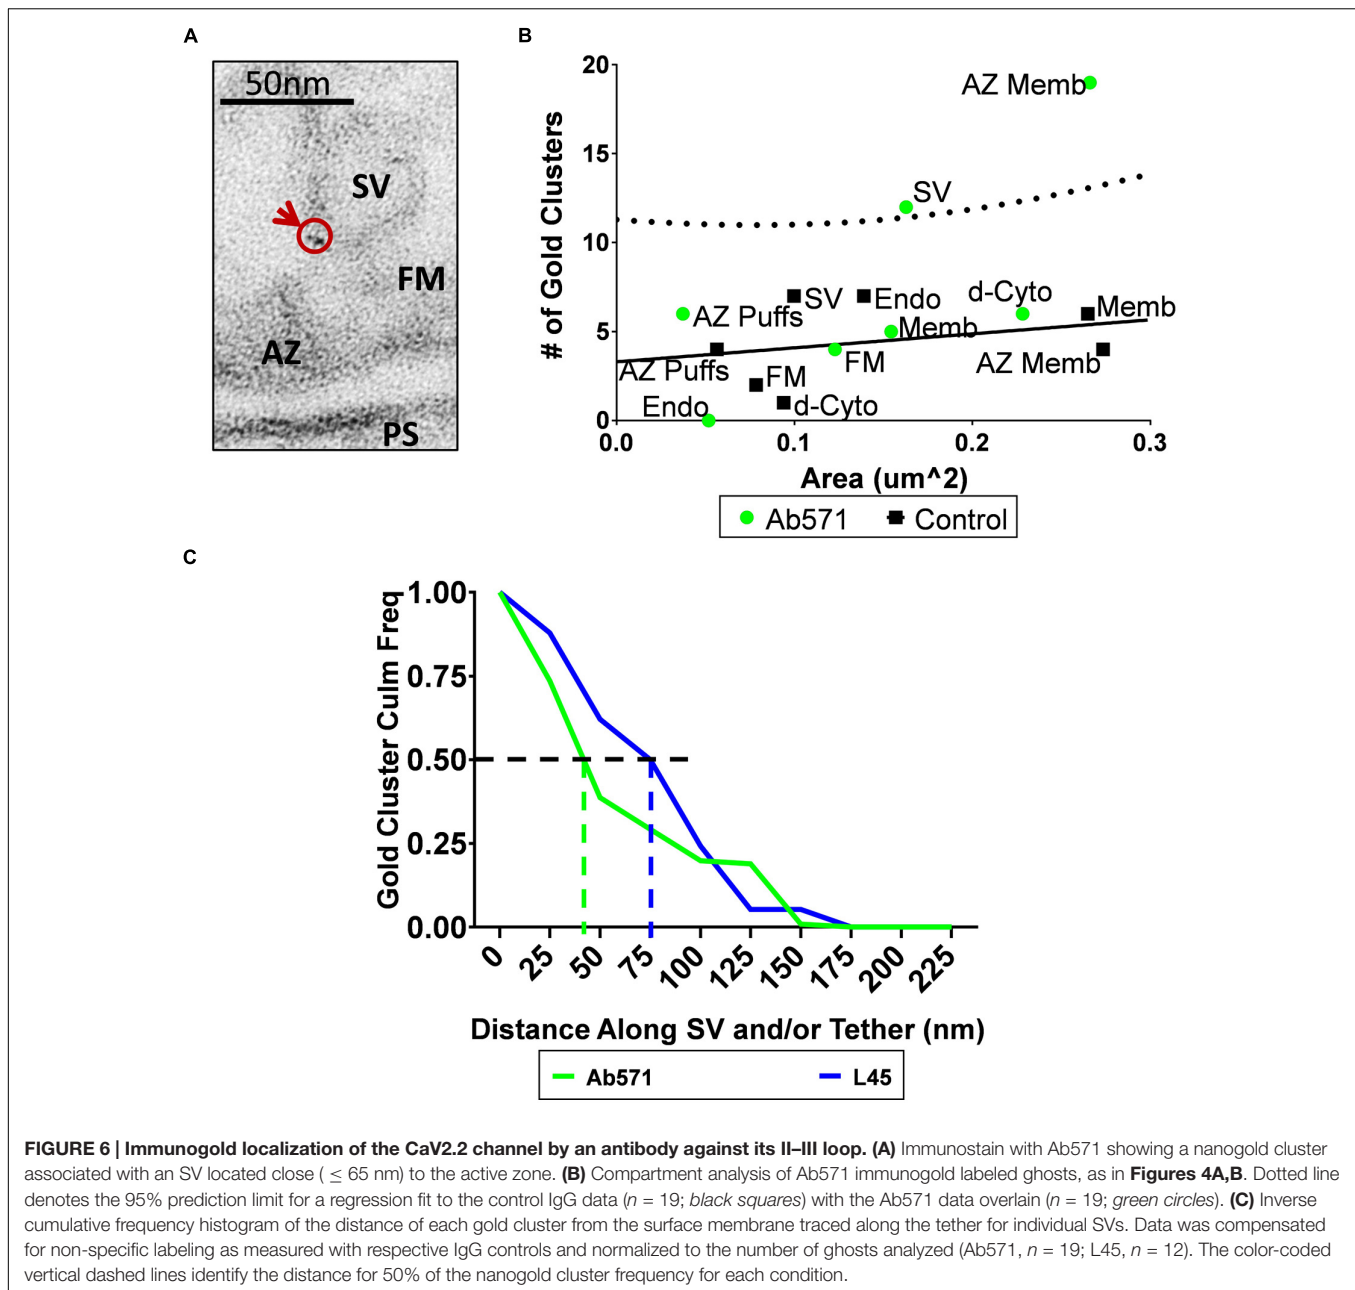 A
50nm
SV
FM
AZ
PS
B
# of Gold Clusters
20
15
10
5
0
AZ Memb
SV
SV
Endo
d-Cyto
Memb
AZ Puffs
Memb
AZ Puffs
FM
FM
AZ Memb
Endo
d-Cyto
0.0 0.1 0.2 0.3
Area (um^2)
Ab571 Control
C
Gold Cluster Culm Freq
1.00
0.75
0.50
0.25
0.00
0 25 50 75 100 125 150 175 200 225
Distance Along SV and/or Tether (nm)
Ab571 L45
FIGURE 6 | Immunogold localization of the CaV2.2 channel by an antibody against its II–III loop. (A) Immunostain with Ab571 showing a nanogold cluster
associated with an SV located close ( ≤ 65 nm) to the active zone. (B) Compartment analysis of Ab571 immunogold labeled ghosts, as in Figures 4A,B. Dotted line
denotes the 95% prediction limit for a regression fit to the control IgG data (n = 19; black squares) with the Ab571 data overlain (n = 19; green circles). (C) Inverse
cumulative frequency histogram of the distance of each gold cluster from the surface membrane traced along the tether for individual SVs. Data was compensated
for non-specific labeling as measured with respective IgG controls and normalized to the number of ghosts analyzed (Ab571, n = 19; L45, n = 12). The color-coded
vertical dashed lines identify the distance for 50% of the nanogold cluster frequency for each condition.